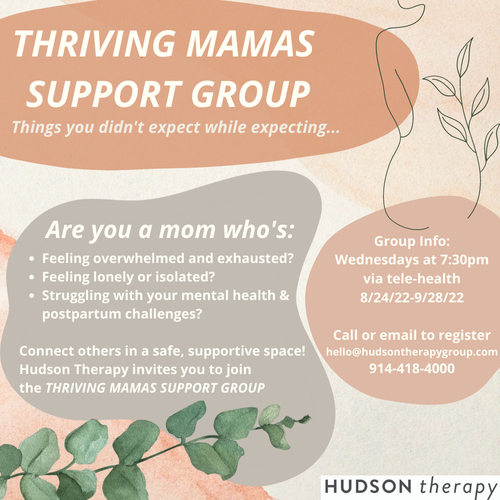 THRIVING MAMAS
SUPPORT GROUP
Things you didn't expect while expecting...
Are you a mom who's:
• Feeling overwhelmed and exhausted?
• Feeling lonely or isolated?
• Struggling with your mental health &
postpartum challenges?
Connect others in a safe, supportive space!
Hudson Therapy invites you to join
the THRIVING MAMAS SUPPORT GROUP
Group Info:
Wednesdays at 7:30pm
via tele-health
8/24/22-9/28/22
Call or email to register
hello@hudsontherapygroup.com
914-418-4000
HUDSON therapy